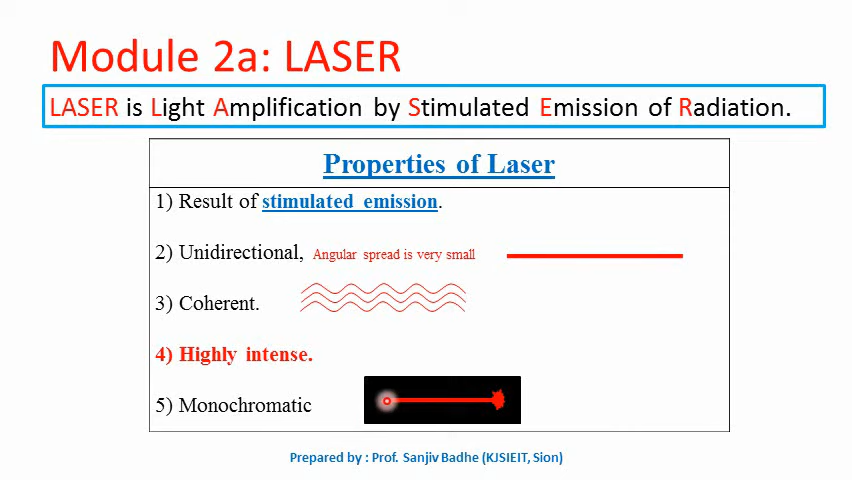 Module 2a: LASER
LASER is Light Amplification by Stimulated Emission of Radiation.
Properties of Laser
1) Result of stimulated emission.
2) Unidirectional, Angular spread is very small
3) Coherent.
4) Highly intense.
5) Monochromatic
Prepared by : Prof. Sanjiv Badhe (KJSIEIT, Sion)